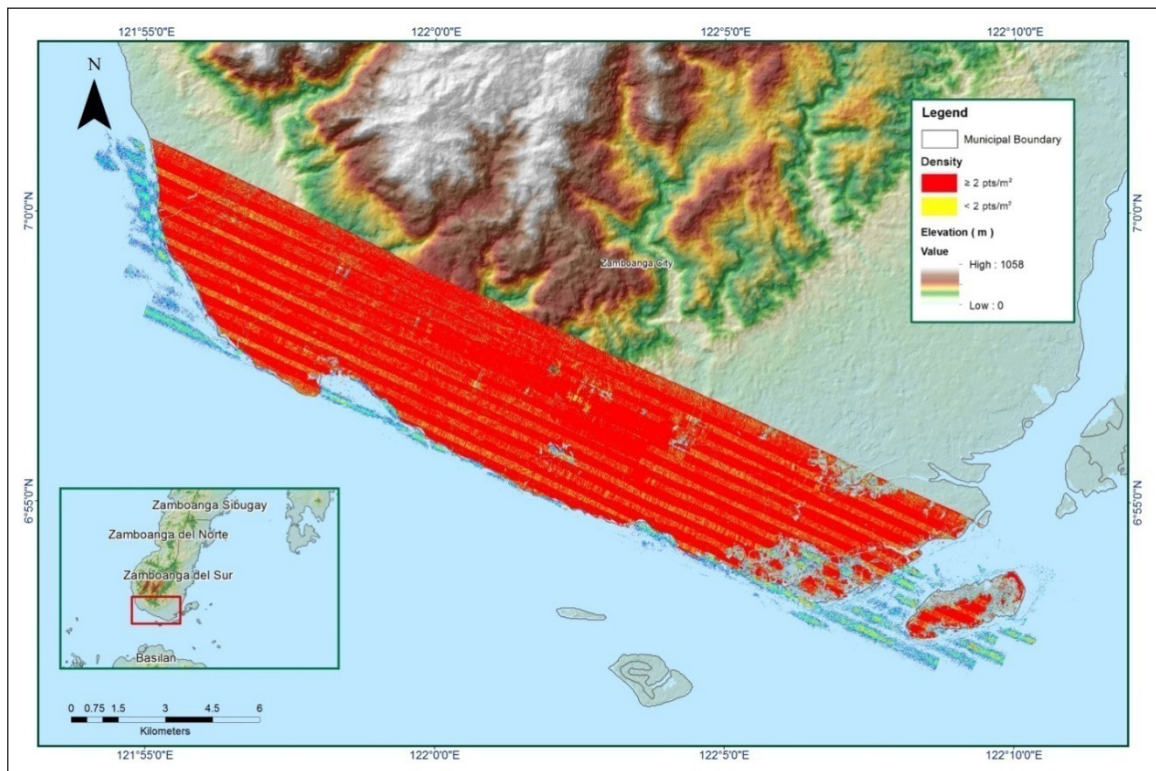 121°55'0"E 122°0'0"E 122°5'0"E 122°10'0"E
N
Legend
Municipal Boundary
Density
≥ 2 pts/m²
< 2 pts/m²
Elevation ( m )
Value
High : 1058
Low : 0
7°0'0"N 7°0'0"N
Zamboanga City
6°55'0"N 6°55'0"N
Zamboanga Sibugay
Zamboanga del Norte
Zamboanga del Sur
Basilan
0 0.75 1.5 3 4.5 6
Kilometers
121°55'0"E 122°0'0"E 122°5'0"E 122°10'0"E